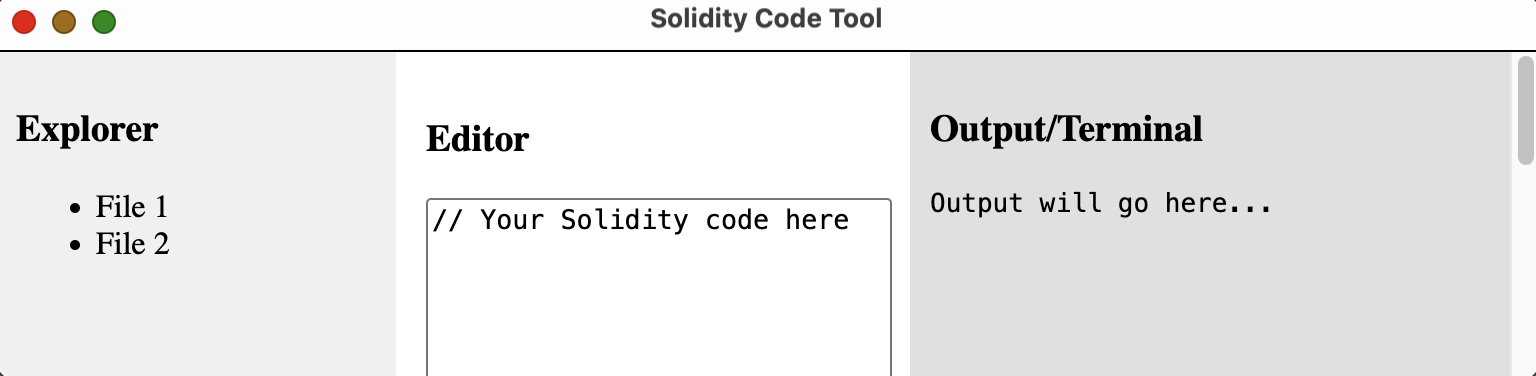 Solidity Code Tool
Explorer
File 1
File 2
Editor
// Your Solidity code here
Output/Terminal
Output will go here...